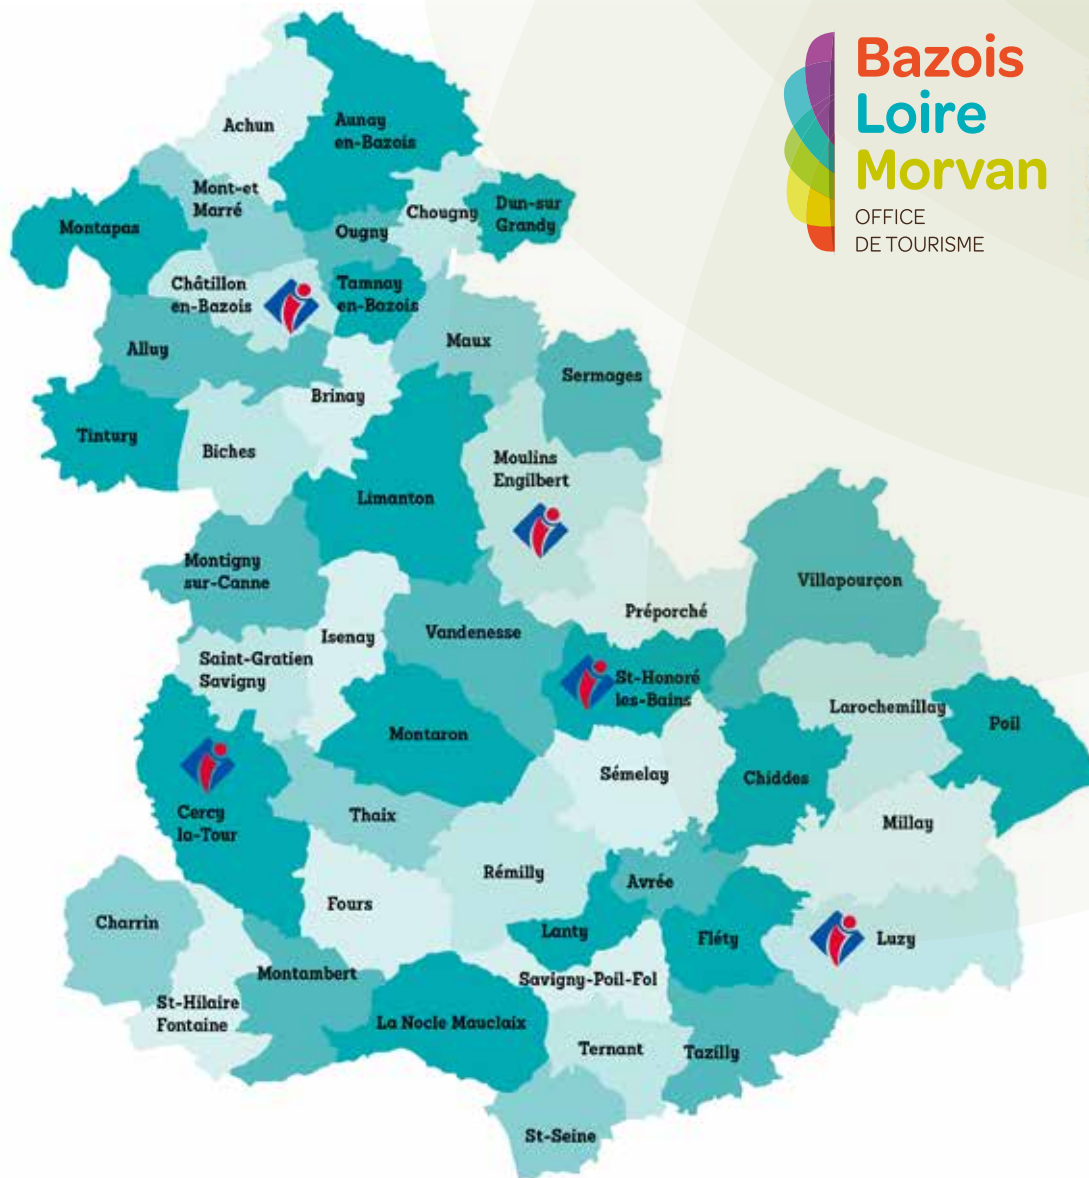 Bazois
Loire
Morvan
OFFICE
DE TOURISME
Achun
Aunay
en-Bazois
Mont-et
Marré
Chougny
Dun-sur
Grandy
Montapas
Ougny
Châtillon
en-Bazois
Tamnay
en-Bazois
Alluy
Maux
Sermages
Brinay
Tintury
Biches
Moulins
Engilbert
Limanton
Montigny
sur-Canne
Villapourçon
Préporché
Isenay
Vandenesse
Saint-Gratien
Savigny
St-Honoré
les-Bains
Larochemillay
Poil
Montaron
Sémelay
Chiddes
Cercy
la-Tour
Thaix
Millay
Rémilly
Avrée
Fours
Charrin
Lanty
Fléty
Luzy
Montambert
Savigny-Poil-Fol
St-Hilaire
Fontaine
La Nocle Mauclaix
Ternant
Tazilly
St-Seine